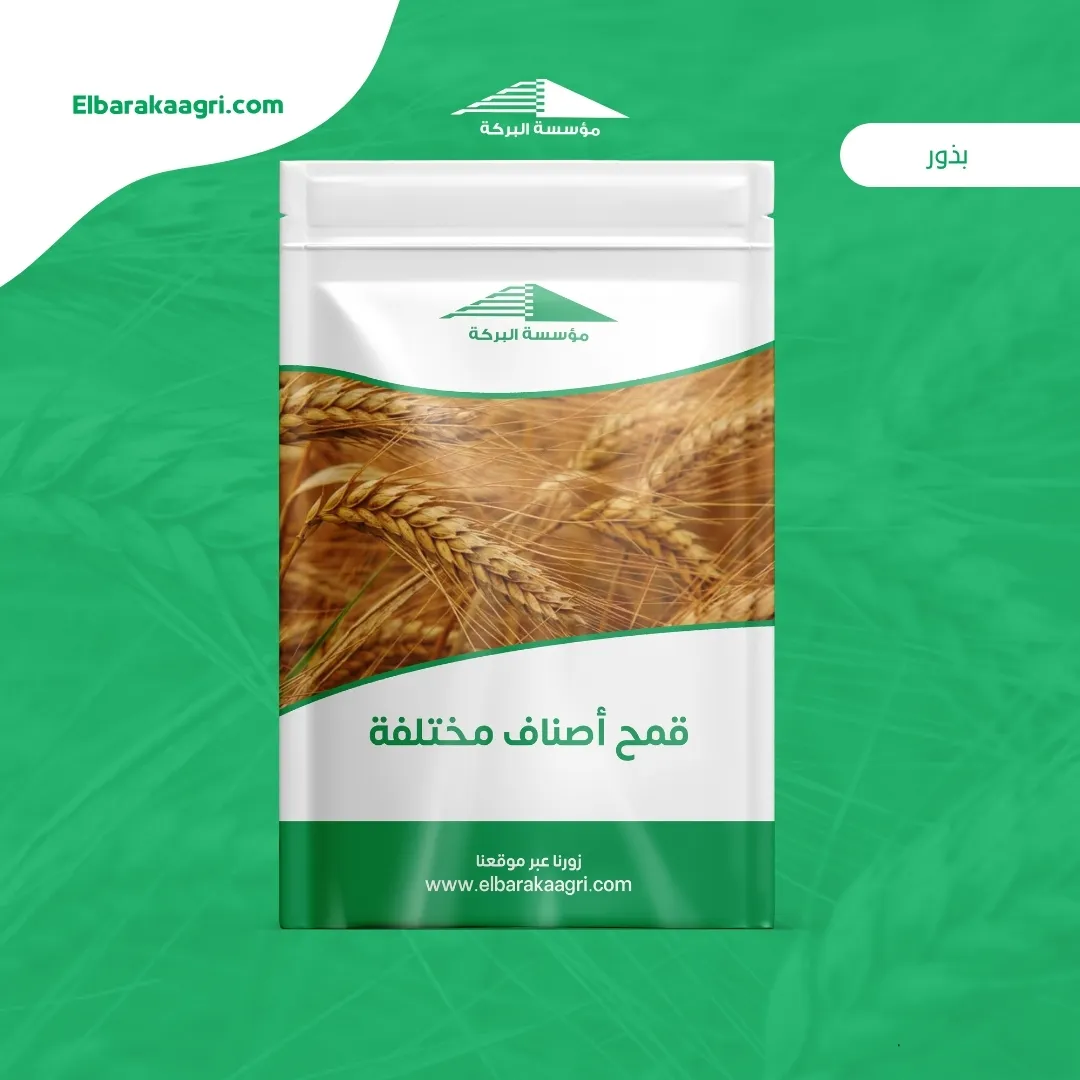 Elbarakaagri.com
مؤسسة البركة
بذور
مؤسسة البركة
قمح أصناف مختلفة
زورنا عبر موقعنا
www.elbarakaagri.com